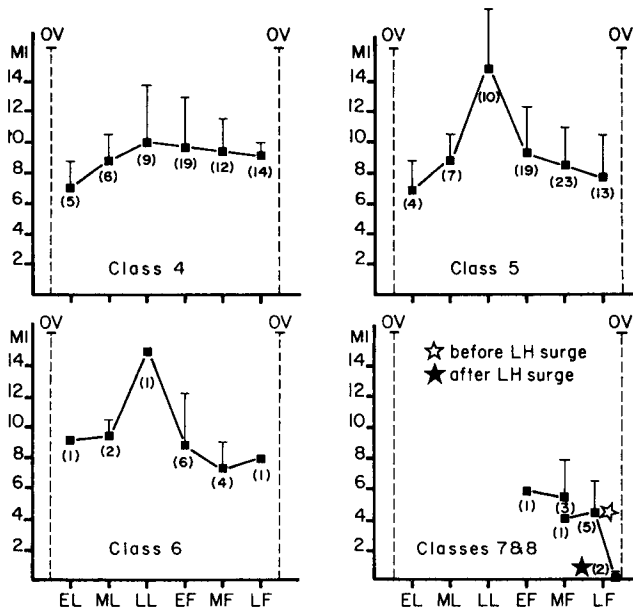 OV OV
MI
14
12
10
8
6
4
2
(5) (6) (9) (19) (12) (14)
Class 4
OV OV
MI
14
12
10
8
6
4
2
(4) (7) (10) (19) (23) (13)
Class 5
OV OV
MI
14
12
10
8
6
4
2
(1) (2) (1) (6) (4) (1)
Class 6
EL ML LL EF MF LF
OV OV
MI
14
12
10
8
6
4
2
before LH surge
after LH surge
(1) (3) (1) (5) (2)
Classes 7&8
EL ML LL EF MF LF